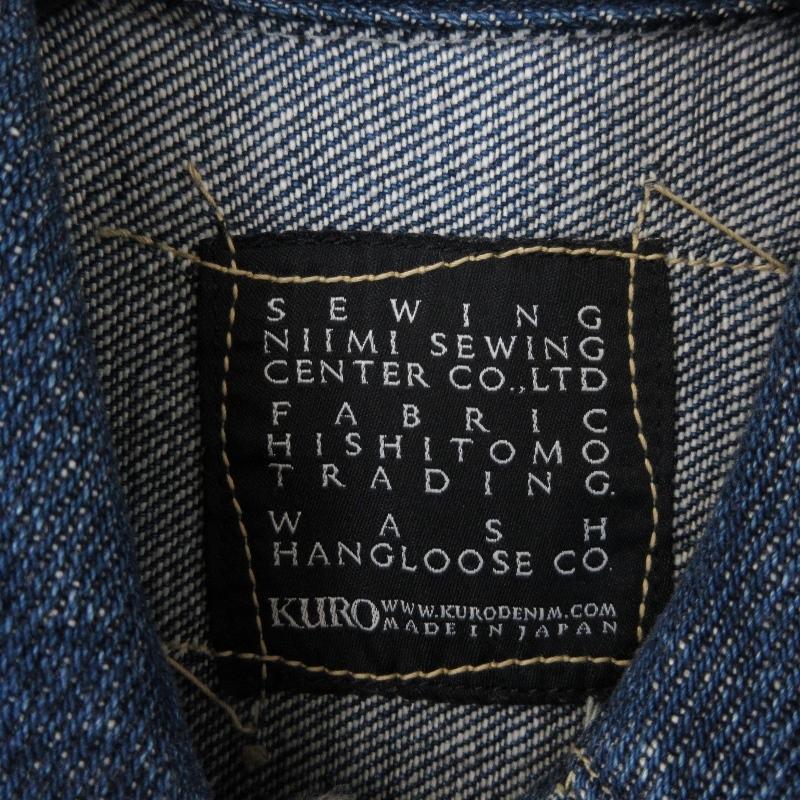 SEWING
NIIMI SEWING
CENTER CO.,LTD
FABRIC
HISHITOMO
TRADING.
WASH
HANGLOOSE CO.
KURO WWW.KURODENIM.COM
MADE IN JAPAN